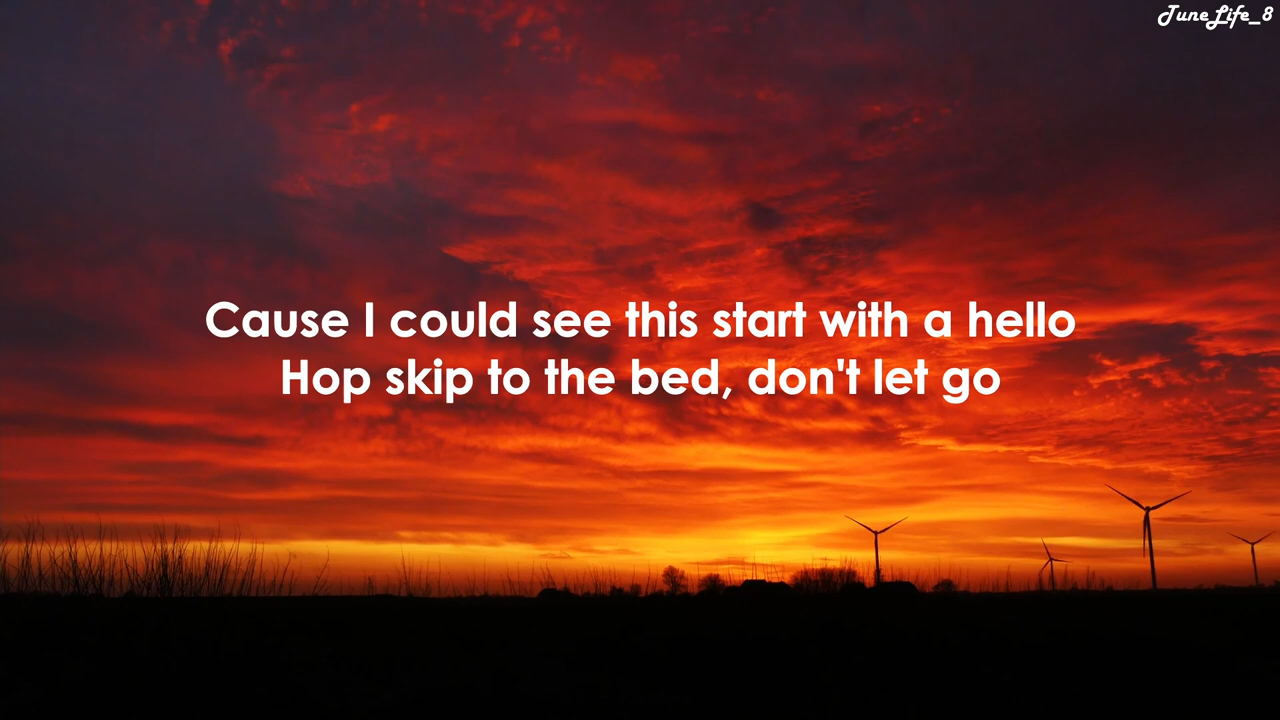 JuneLife_8
Cause I could see this start with a hello
Hop skip to the bed, don't let go